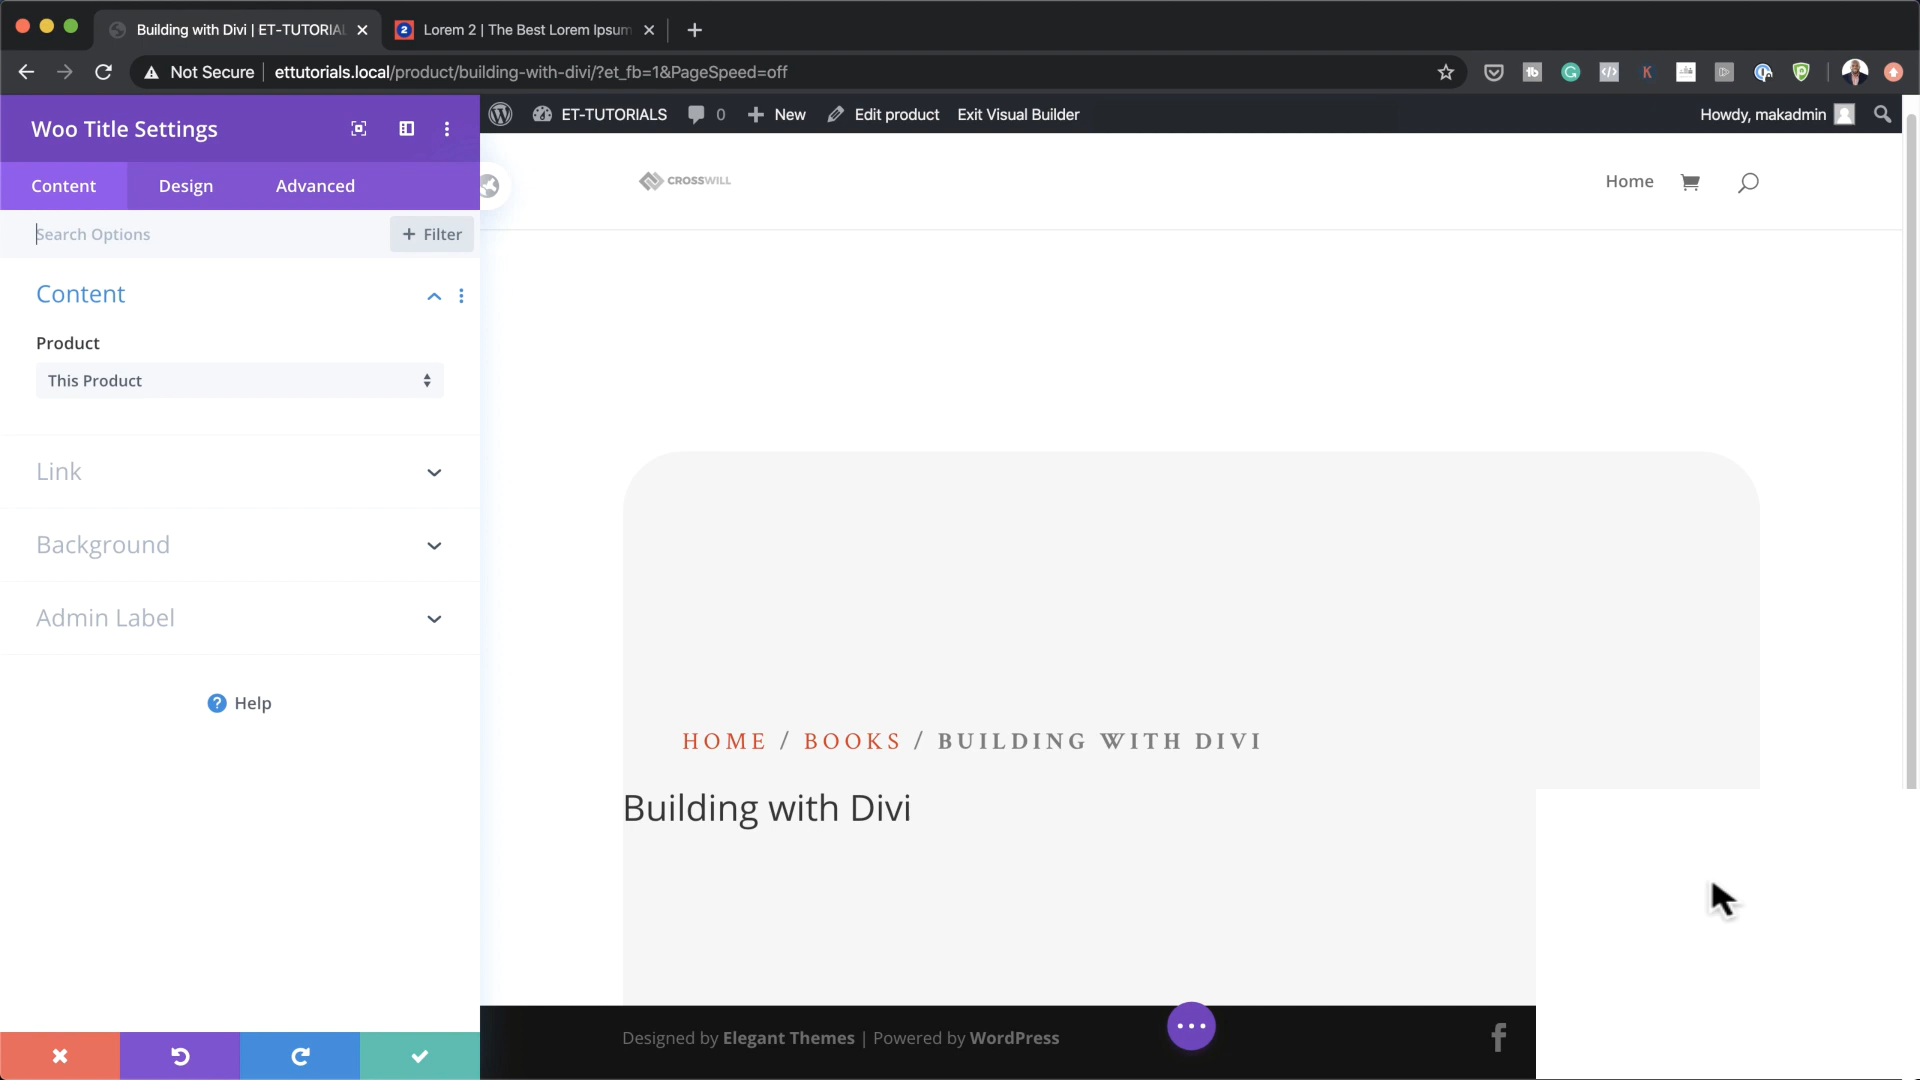 Building with Divi | ET-TUTORIAL
Lorem 2 | The Best Lorem Ipsum
Not Secure
ettutorials.local/product/building-with-divi/?et_fb=1&PageSpeed=off
Woo Title Settings
ET-TUTORIALS
0
New
Edit product
Exit Visual Builder
Howdy, makadmin
Content
Design
Advanced
CROSSWILL
Home
Search Options
+ Filter
Content
Product
This Product
Link
Background
Admin Label
? Help
HOME / BOOKS / BUILDING WITH DIVI
Building with Divi
Designed by Elegant Themes | Powered by WordPress